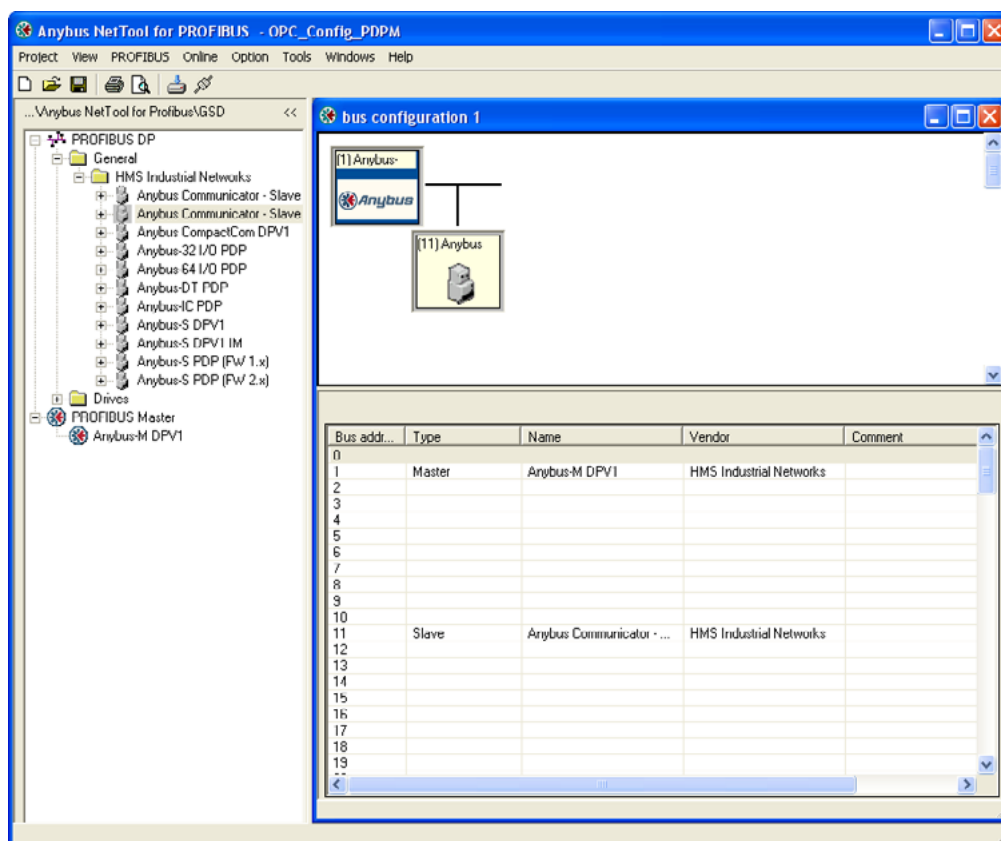 Anybus NetTool for PROFIBUS - OPC_Config_PDPM
Project View PROFIBUS Online Option Tools Windows Help
...\Anybus NetTool for Profibus\GSD <<
PROFIBUS DP
General
HMS Industrial Networks
Anybus Communicator - Slave
Anybus Communicator - Slave
Anybus CompactCom DPV1
Anybus-32 I/O PDP
Anybus-64 I/O PDP
Anybus-DT PDP
Anybus-IC PDP
Anybus-S DPV1
Anybus-S DPV1 IM
Anybus-S PDP (FW 1.x)
Anybus-S PDP (FW 2.x)
Drives
PROFIBUS Master
Anybus-M DPV1
bus configuration 1
(1) Anybus-
Anybus
(11) Anybus
Bus addr... Type Name Vendor Comment
0
1 Master Anybus-M DPV1 HMS Industrial Networks
2
3
4
5
6
7
8
9
10
11 Slave Anybus Communicator - ... HMS Industrial Networks
12
13
14
15
16
17
18
19